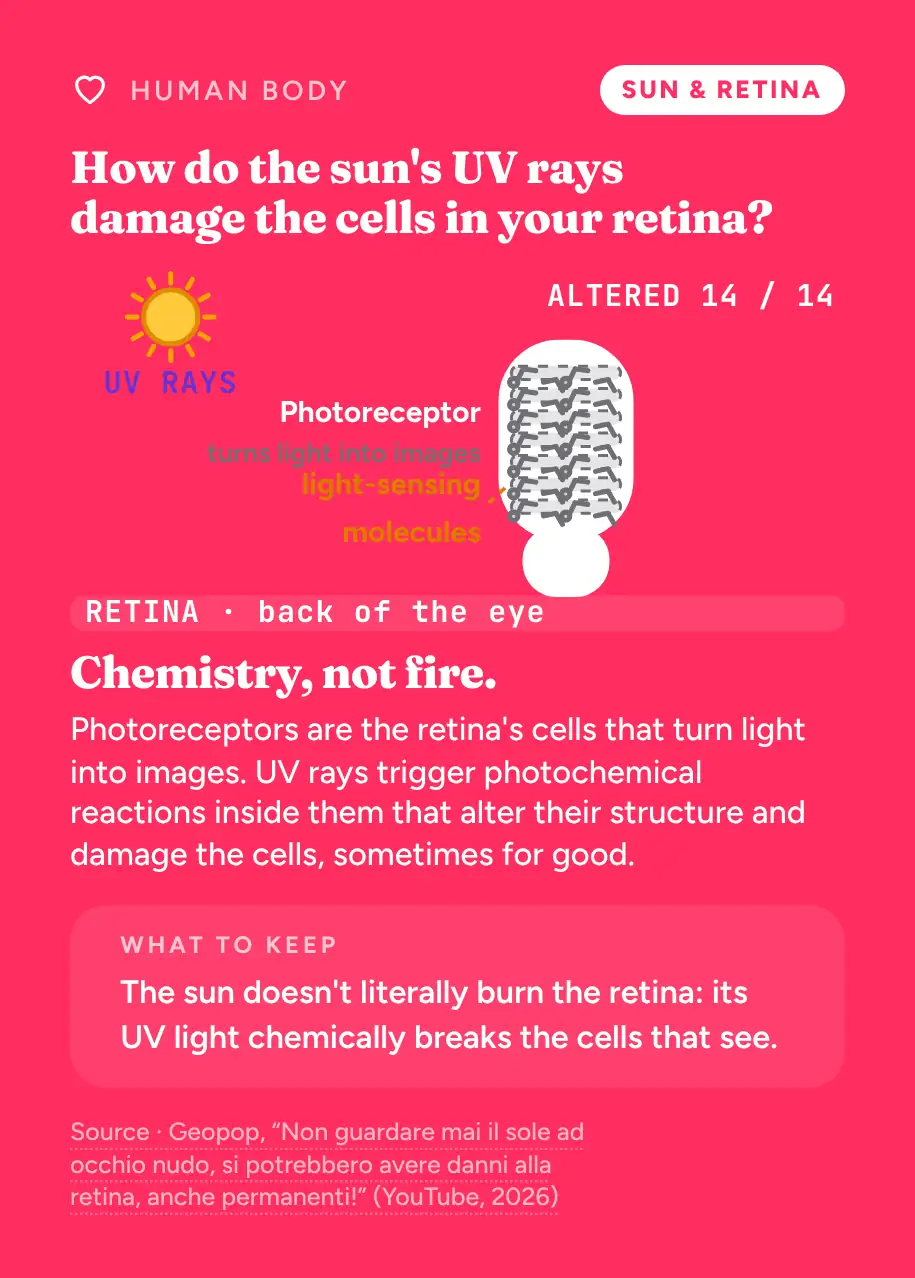 HUMAN BODY
SUN & RETINA
How do the sun's UV rays
damage the cells in your retina?
ALTERED 14 / 14
UV RAYS
Photoreceptor
turns light into images
light-sensing
molecules
RETINA · back of the eye
Chemistry, not fire.
Photoreceptors are the retina's cells that turn light
into images. UV rays trigger photochemical
reactions inside them that alter their structure and
damage the cells, sometimes for good.
WHAT TO KEEP
The sun doesn't literally burn the retina: its
UV light chemically breaks the cells that see.
Source · Geopop, “Non guardare mai il sole ad
occhio nudo, si potrebbero avere danni alla
retina, anche permanenti!” (YouTube, 2026)